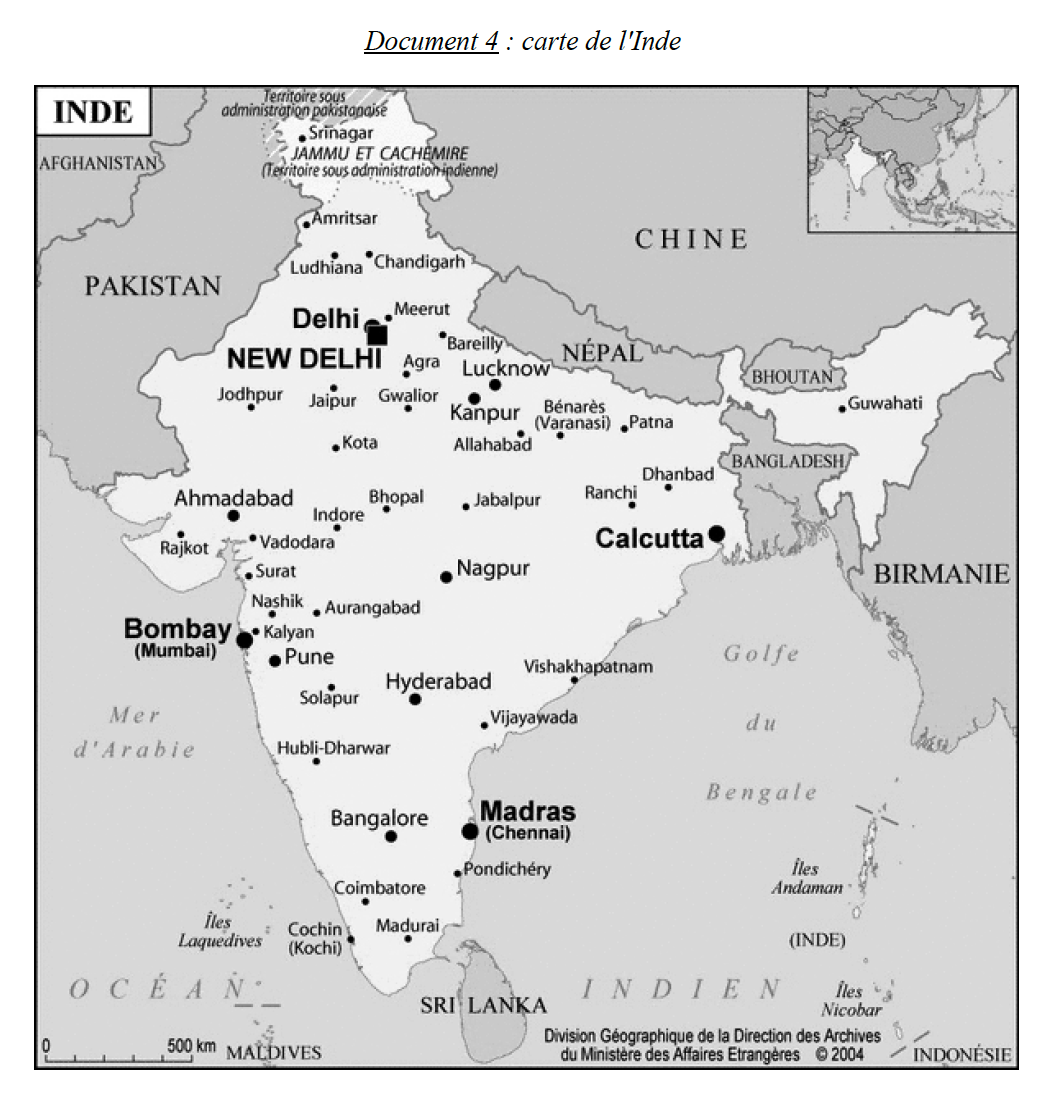 Document 4 : carte de l'Inde
INDE
Territoire sous
administration pakistanaise
Srinagar
JAMMU ET CACHEMIRE
(Territoire sous administration indienne)
AFGHANISTAN
Amritsar
CHINE
Ludhiana
Chandigarh
PAKISTAN
Delhi
Meerut
NEW DELHI
Bareilly
NÉPAL
Agra
Lucknow
BHOUTAN
Jodhpur
Jaipur
Gwalior
Kanpur
Bénarès
(Varanasi)
Patna
Guwahati
Kota
Allahabad
BANGLADESH
Dhanbad
Ahmadabad
Bhopal
Jabalpur
Ranchi
Indore
Calcutta
Rajkot
Vadodara
Surat
Nagpur
BIRMANIE
Nashik
Aurangabad
Bombay
(Mumbai)
Kalyan
Pune
Golfe
du
Bengale
Vishakhapatnam
Solapur
Hyderabad
Mer
d'Arabie
Vijayawada
Hubli-Dharwar
Bangalore
Madras
(Chennai)
Pondichéry
Îles
Andaman
(INDE)
Coimbatore
Îles
Laquedives
Cochin
(Kochi)
Madurai
OCÉAN
INDIEN
Îles
Nicobar
SRI LANKA
0
500 km
MALDIVES
Division Géographique de la Direction des Archives
du Ministère des Affaires Etrangères © 2004
INDONÉSIE